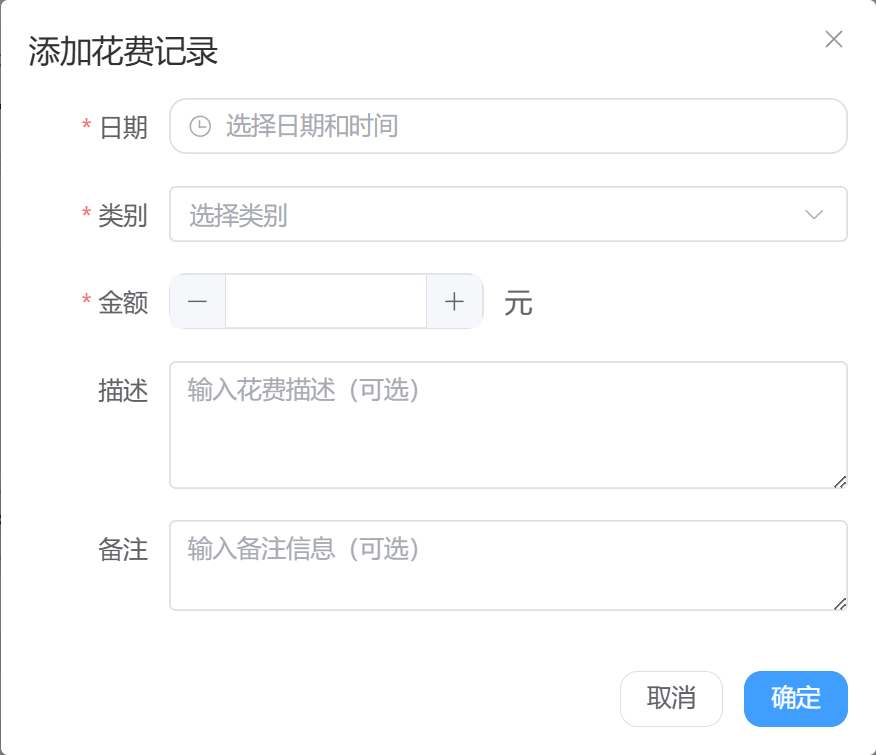 添加花费记录
* 日期 选择日期和时间
* 类别 选择类别
* 金额 元
描述 输入花费描述（可选）
备注 输入备注信息（可选）
取消 确定